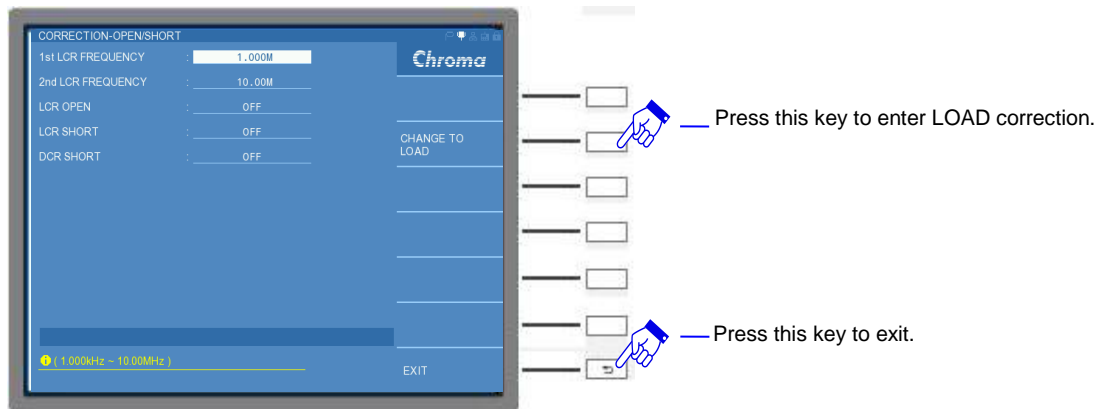 CORRECTION-OPEN/SHORT
Chroma
1st LCR FREQUENCY : 1.000M
2nd LCR FREQUENCY : 10.00M
LCR OPEN : OFF
LCR SHORT : OFF
DCR SHORT : OFF
CHANGE TO
LOAD
Press this key to enter LOAD correction.
Press this key to exit.
( 1.000kHz ~ 10.00MHz )
EXIT